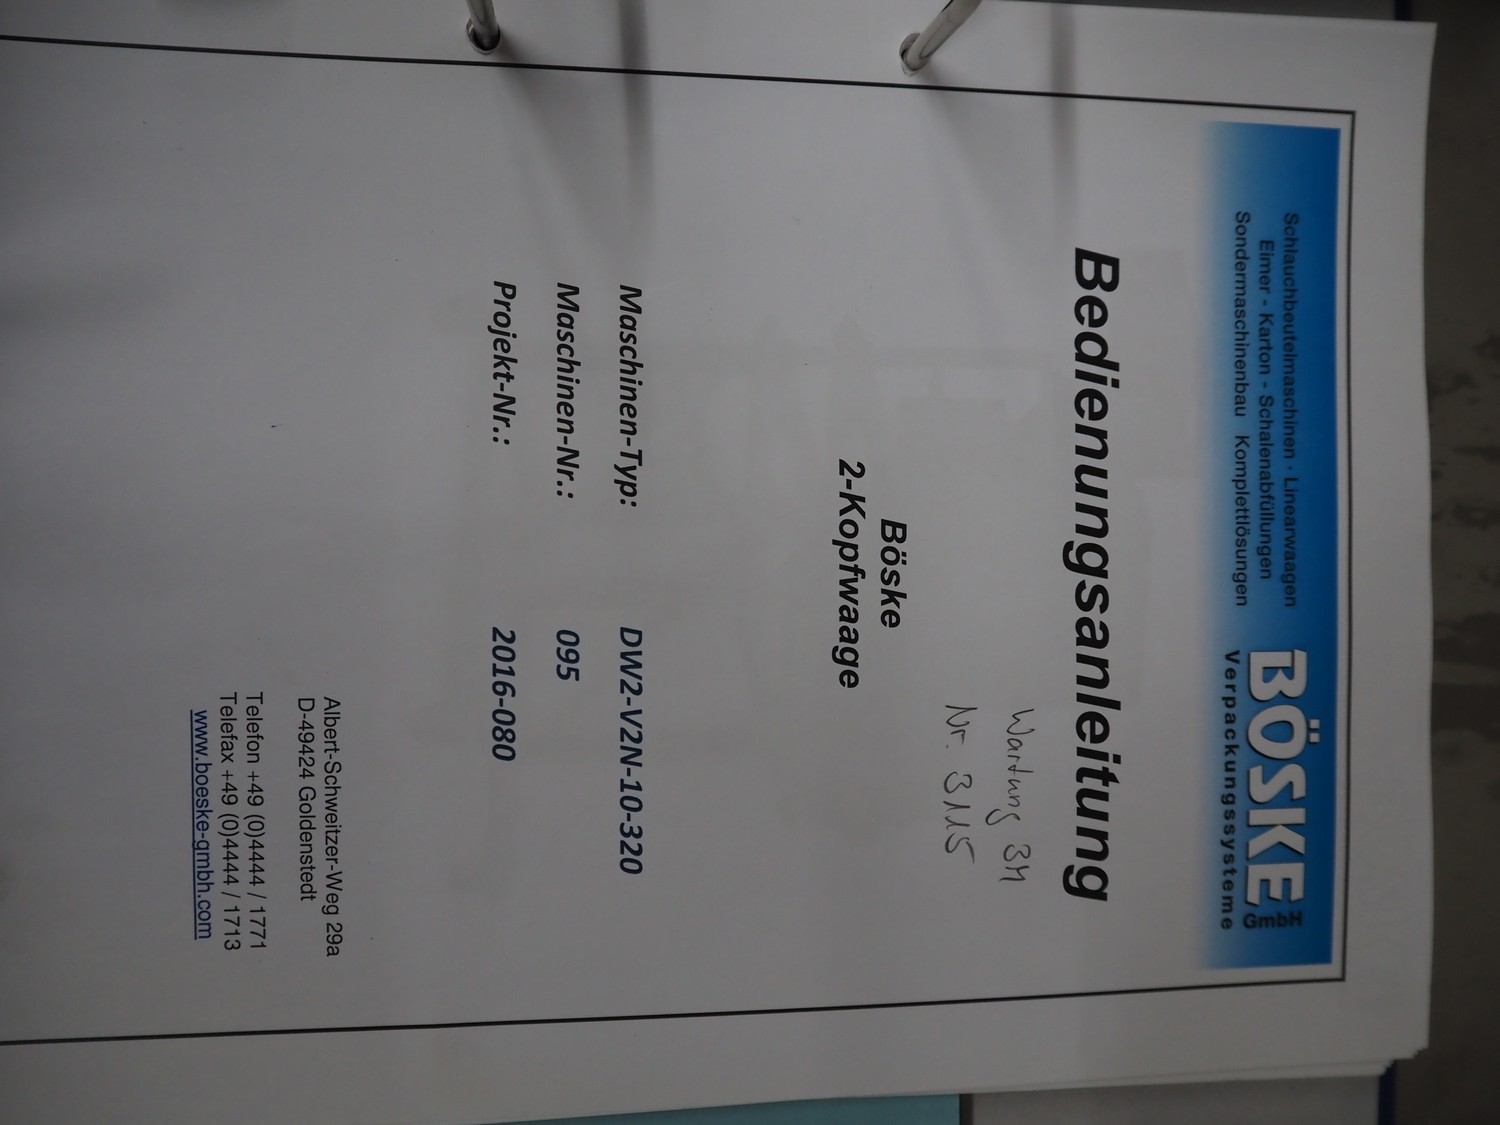 Schlauchbeutelmaschinen · Linearwaagen
Eimer - Karton - Schalenabfüllungen
Sondermaschinenbau Komplettlösungen
BÖSKE GmbH
Verpackungssysteme
Bedienungsanleitung
Wartung 3M
Nr. 3115
Böske
2-Kopfwaage
Maschinen-Typ: DW2-V2N-10-320
Maschinen-Nr.: 095
Projekt-Nr.: 2016-080
Albert-Schweitzer-Weg 29a
D-49424 Goldenstedt
Telefon +49 (0)4444 / 1771
Telefax +49 (0)4444 / 1713
www.boeske-gmbh.com